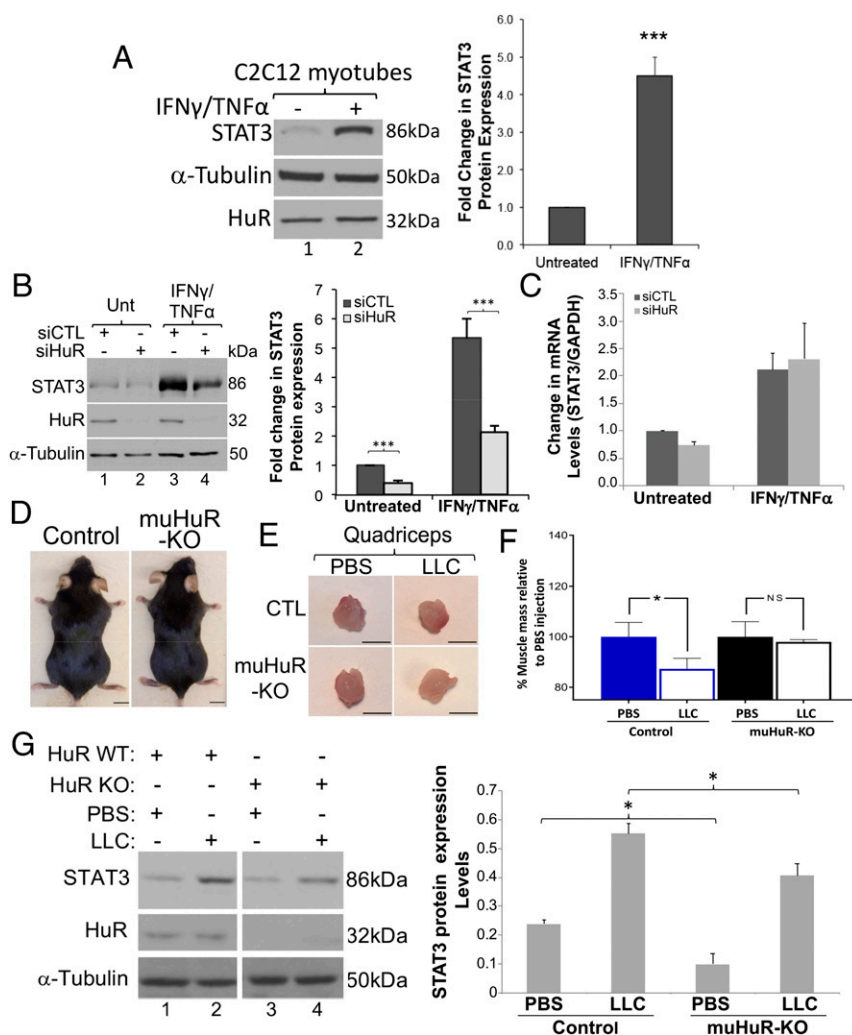 A
C2C12 myotubes
IFNγ/TNFα - +
STAT3 86kDa
α-Tubulin 50kDa
HuR 32kDa
1 2
Fold Change in STAT3
Protein Expression
6.0
5.0
4.0
3.0
2.0
1.0
0.0
***
Untreated IFNγ/TNFα
B
Unt IFNγ/
TNFα
siCTL + - + -
siHuR - + - + kDa
STAT3 86
HuR 32
α-Tubulin 50
1 2 3 4
Fold change in STAT3
Protein expression
7
6
5
4
3
2
1
0
siCTL
siHuR
***
***
Untreated IFNγ/TNFα
C
Change in mRNA
Levels (STAT3/GAPDH)
3.5
3.0
2.5
2.0
1.5
1.0
0.5
0.0
siCTL
siHuR
Untreated IFNγ/TNFα
D
Control muHuR
-KO
E
Quadriceps
PBS LLC
CTL
muHuR
-KO
F
% Muscle mass relative
to PBS injection
140
120
100
80
*
NS
PBS LLC PBS LLC
Control muHuR-KO
G
HuR WT: + + - -
HuR KO: - - + +
PBS: + - + -
LLC: - + - +
STAT3 86kDa
HuR 32kDa
α-Tubulin 50kDa
1 2 3 4
STAT3 protein expression
Levels
0.7
0.6
0.5
0.4
0.3
0.2
0.1
0
*
*
PBS LLC PBS LLC
Control muHuR-KO